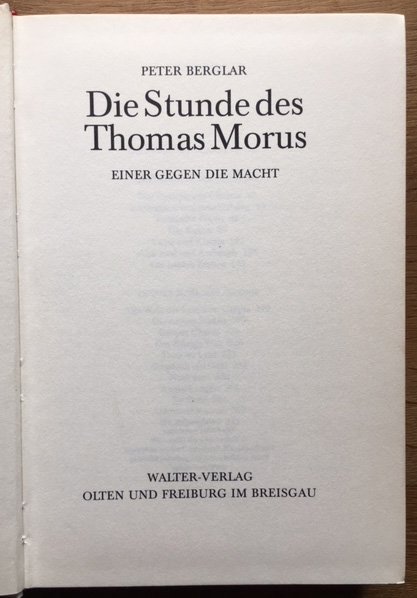 PETER BERGLAR
Die Stunde des
Thomas Morus
EINER GEGEN DIE MACHT
WALTER-VERLAG
OLTEN UND FREIBURG IM BREISGAU